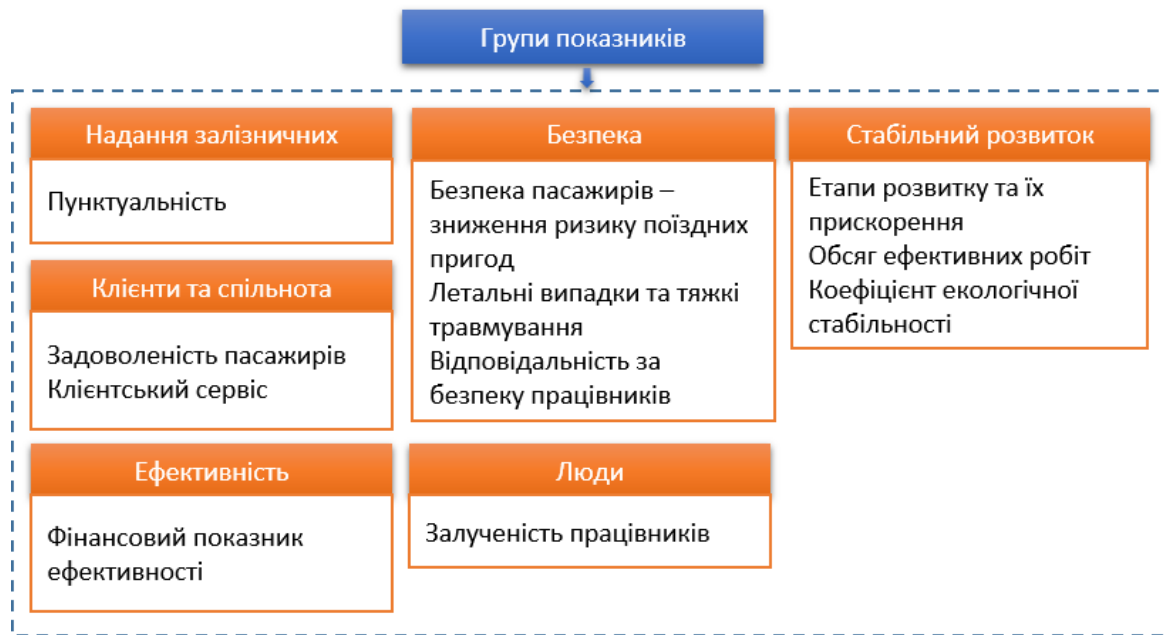 Групи показників
Надання залізничних
Пунктуальність
Клієнти та спільнота
Задоволеність пасажирів
Клієнтський сервіс
Ефективність
Фінансовий показник
ефективності
Безпека
Безпека пасажирів –
зниження ризику поїздних
пригод
Летальні випадки та тяжкі
травмування
Відповідальність за
безпеку працівників
Люди
Залученість працівників
Стабільний розвиток
Етапи розвитку та їх
прискорення
Обсяг ефективних робіт
Коефіцієнт екологічної
стабільності